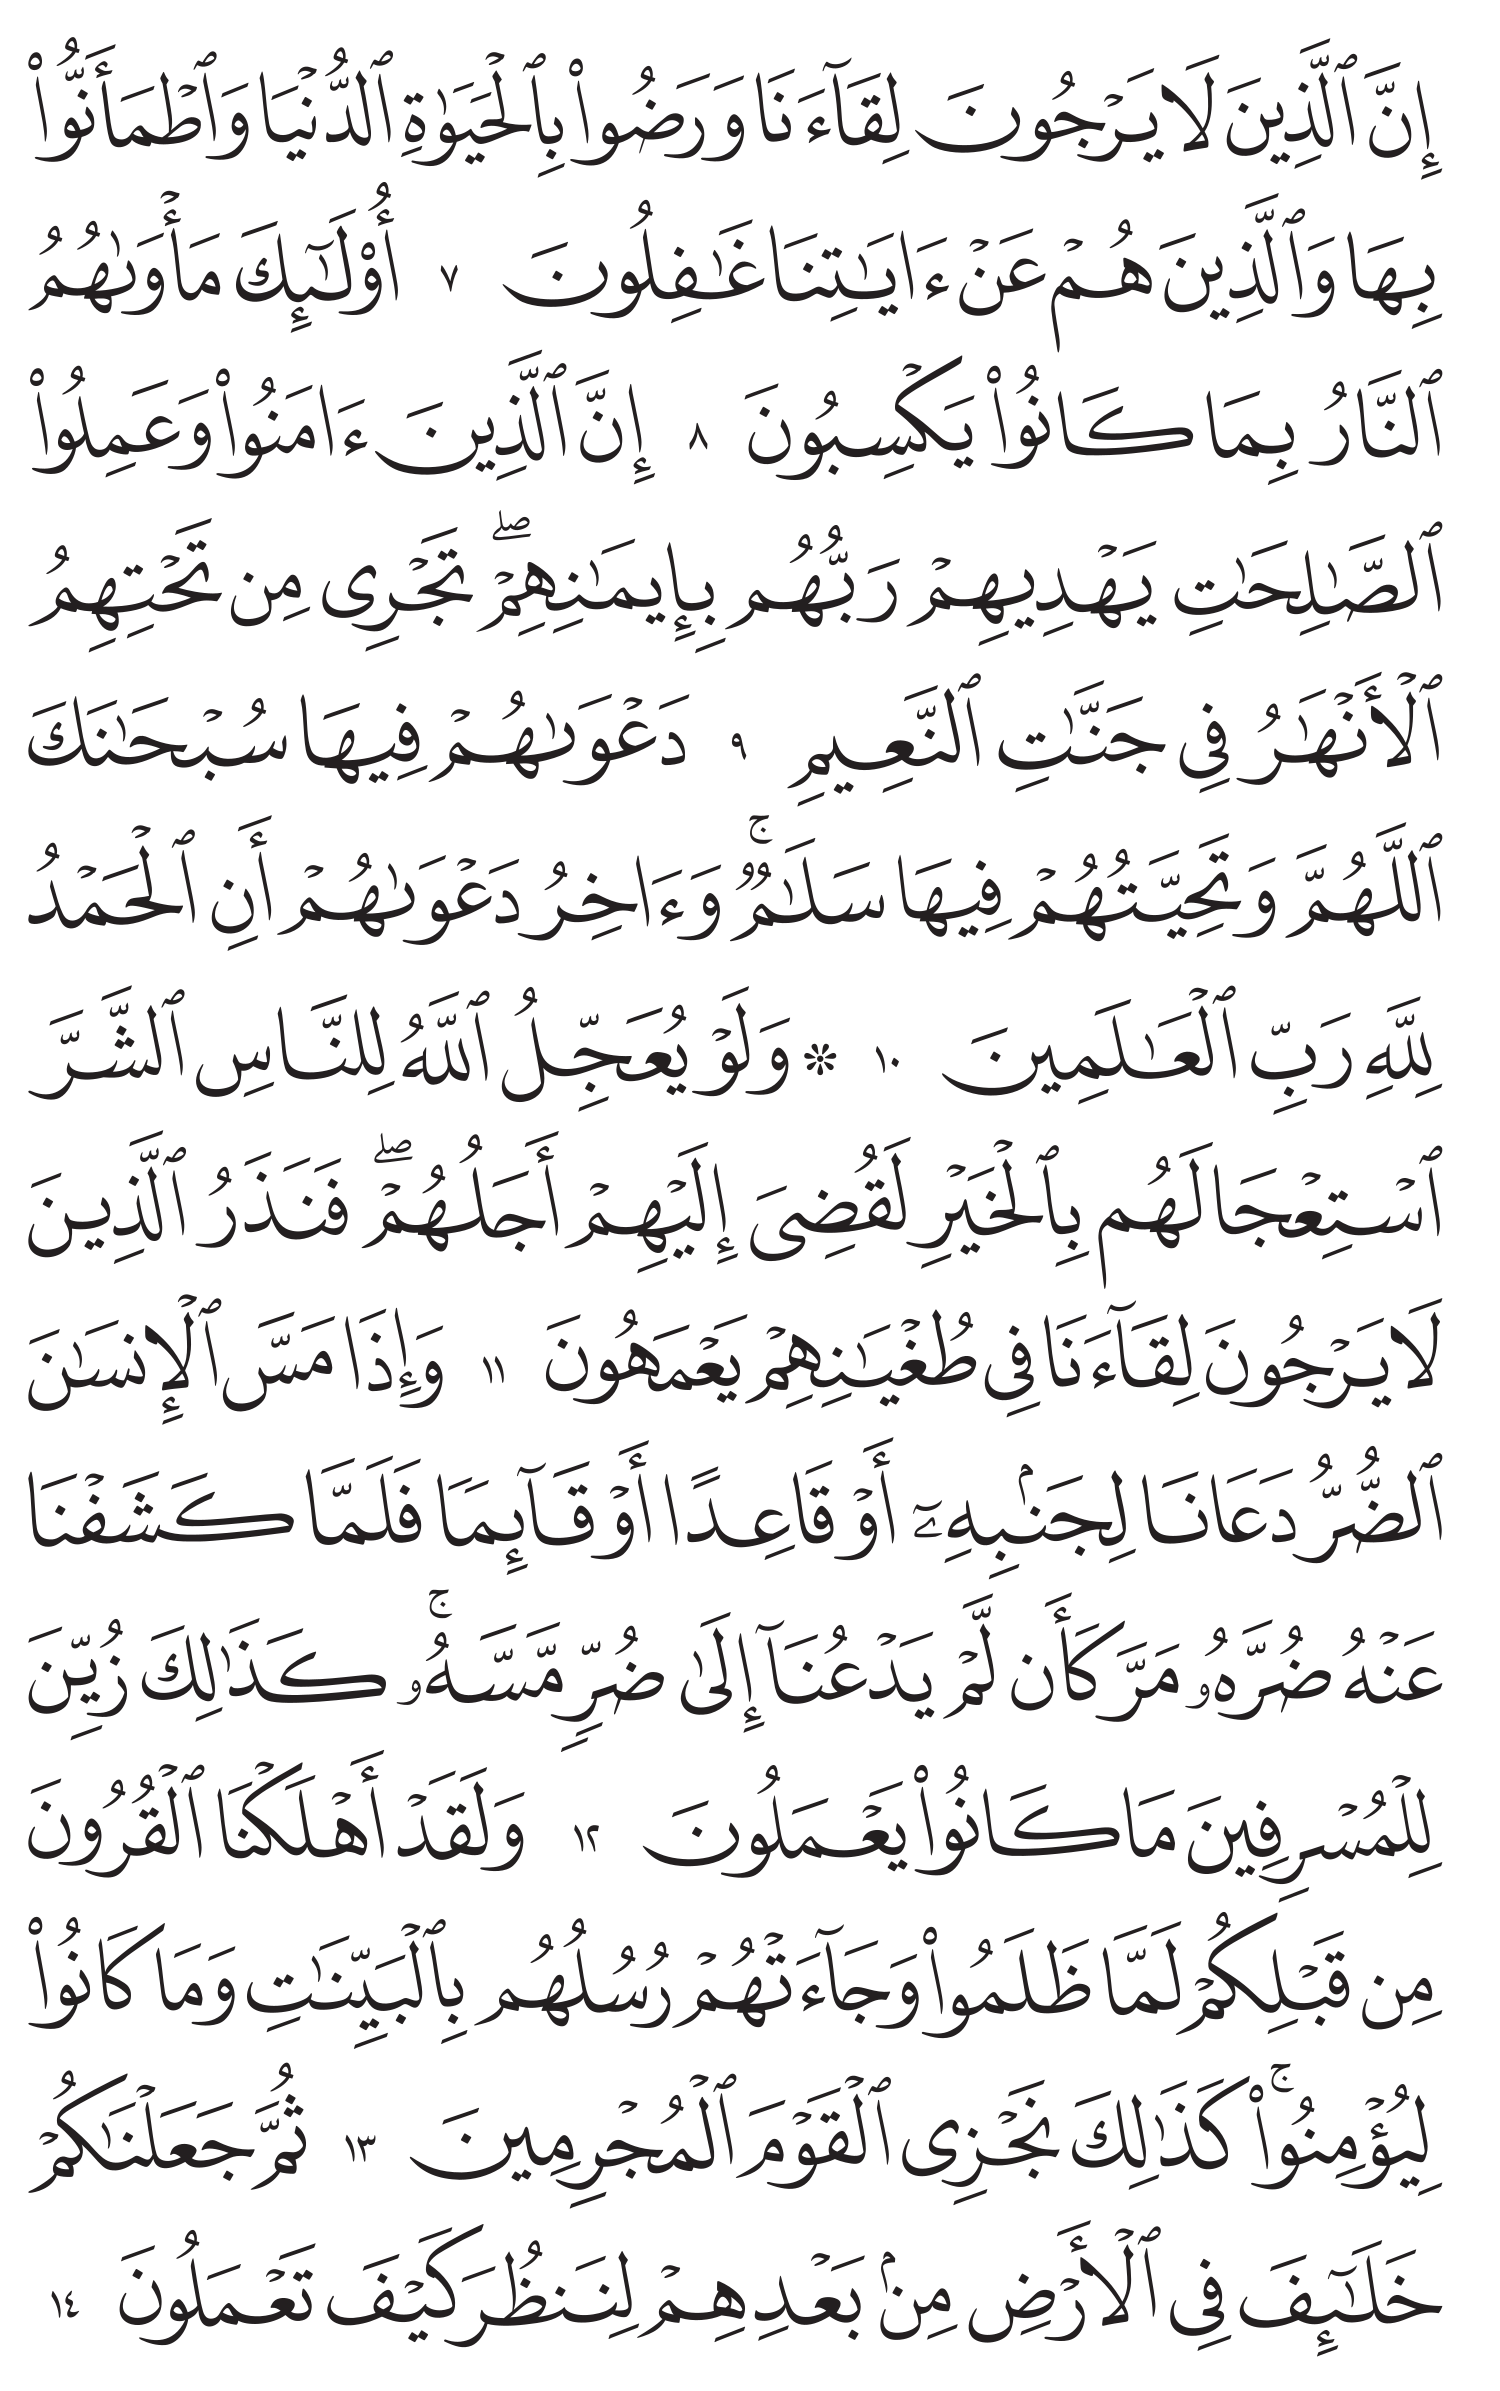 إِنَّ ٱلَّذِينَ لَا يَرۡجُونَ لِقَآءَنَا وَرَضُواْ بِٱلۡحَيَوٰةِ ٱلدُّنۡيَا وَٱطۡمَأَنُّواْ
بِهَا وَٱلَّذِينَ هُمۡ عَنۡ ءَايَٰتِنَا غَٰفِلُونَ ٧ أُوْلَٰٓئِكَ مَأۡوَىٰهُمُ
ٱلنَّارُ بِمَا كَانُواْ يَكۡسِبُونَ ٨ إِنَّ ٱلَّذِينَ ءَامَنُواْ وَعَمِلُواْ
ٱلصَّٰلِحَٰتِ يَهۡدِيهِمۡ رَبُّهُم بِإِيمَٰنِهِمۡۖ تَجۡرِي مِن تَحۡتِهِمُ
ٱلۡأَنۡهَٰرُ فِي جَنَّٰتِ ٱلنَّعِيمِ ٩ دَعۡوَىٰهُمۡ فِيهَا سُبۡحَٰنَكَ
ٱللَّهُمَّ وَتَحِيَّتُهُمۡ فِيهَا سَلَٰمٞۚ وَءَاخِرُ دَعۡوَىٰهُمۡ أَنِ ٱلۡحَمۡدُ
لِلَّهِ رَبِّ ٱلۡعَٰلَمِينَ ١٠ ۞ وَلَوۡ يُعَجِّلُ ٱللَّهُ لِلنَّاسِ ٱلشَّرَّ
ٱسۡتِعۡجَالَهُم بِٱلۡخَيۡرِ لَقُضِيَ إِلَيۡهِمۡ أَجَلُهُمۡۖ فَنَذَرُ ٱلَّذِينَ
لَا يَرۡجُونَ لِقَآءَنَا فِي طُغۡيَٰنِهِمۡ يَعۡمَهُونَ ١١ وَإِذَا مَسَّ ٱلۡإِنسَٰنَ
ٱلضُّرُّ دَعَانَا لِجَنۢبِهِۦٓ أَوۡ قَاعِدًا أَوۡ قَآئِمٗا فَلَمَّا كَشَفۡنَا
عَنۡهُ ضُرَّهُۥ مَرَّ كَأَن لَّمۡ يَدۡعُنَآ إِلَىٰ ضُرّٖ مَّسَّهُۥۚ كَذَٰلِكَ زُيِّنَ
لِلۡمُسۡرِفِينَ مَا كَانُواْ يَعۡمَلُونَ ١٢ وَلَقَدۡ أَهۡلَكۡنَا ٱلۡقُرُونَ
مِن قَبۡلِكُمۡ لَمَّا ظَلَمُواْ وَجَآءَتۡهُمۡ رُسُلُهُم بِٱلۡبَيِّنَٰتِ وَمَا كَانُواْ
لِيُؤۡمِنُواْۚ كَذَٰلِكَ نَجۡزِي ٱلۡقَوۡمَ ٱلۡمُجۡرِمِينَ ١٣ ثُمَّ جَعَلۡنَٰكُمۡ
خَلَٰٓئِفَ فِي ٱلۡأَرۡضِ مِنۢ بَعۡدِهِمۡ لِنَنظُرَ كَيۡفَ تَعۡمَلُونَ ١٤